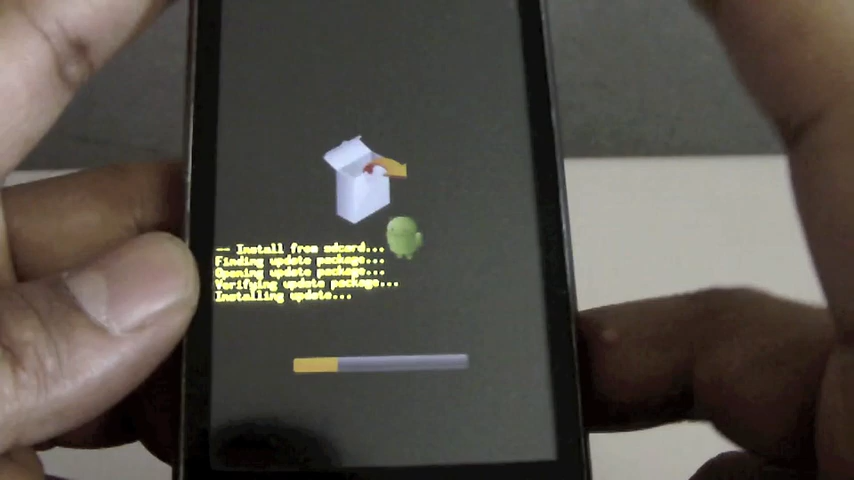 -- Install from sdcard...
Finding update package...
Opening update package...
Verifying update package...
Installing update...